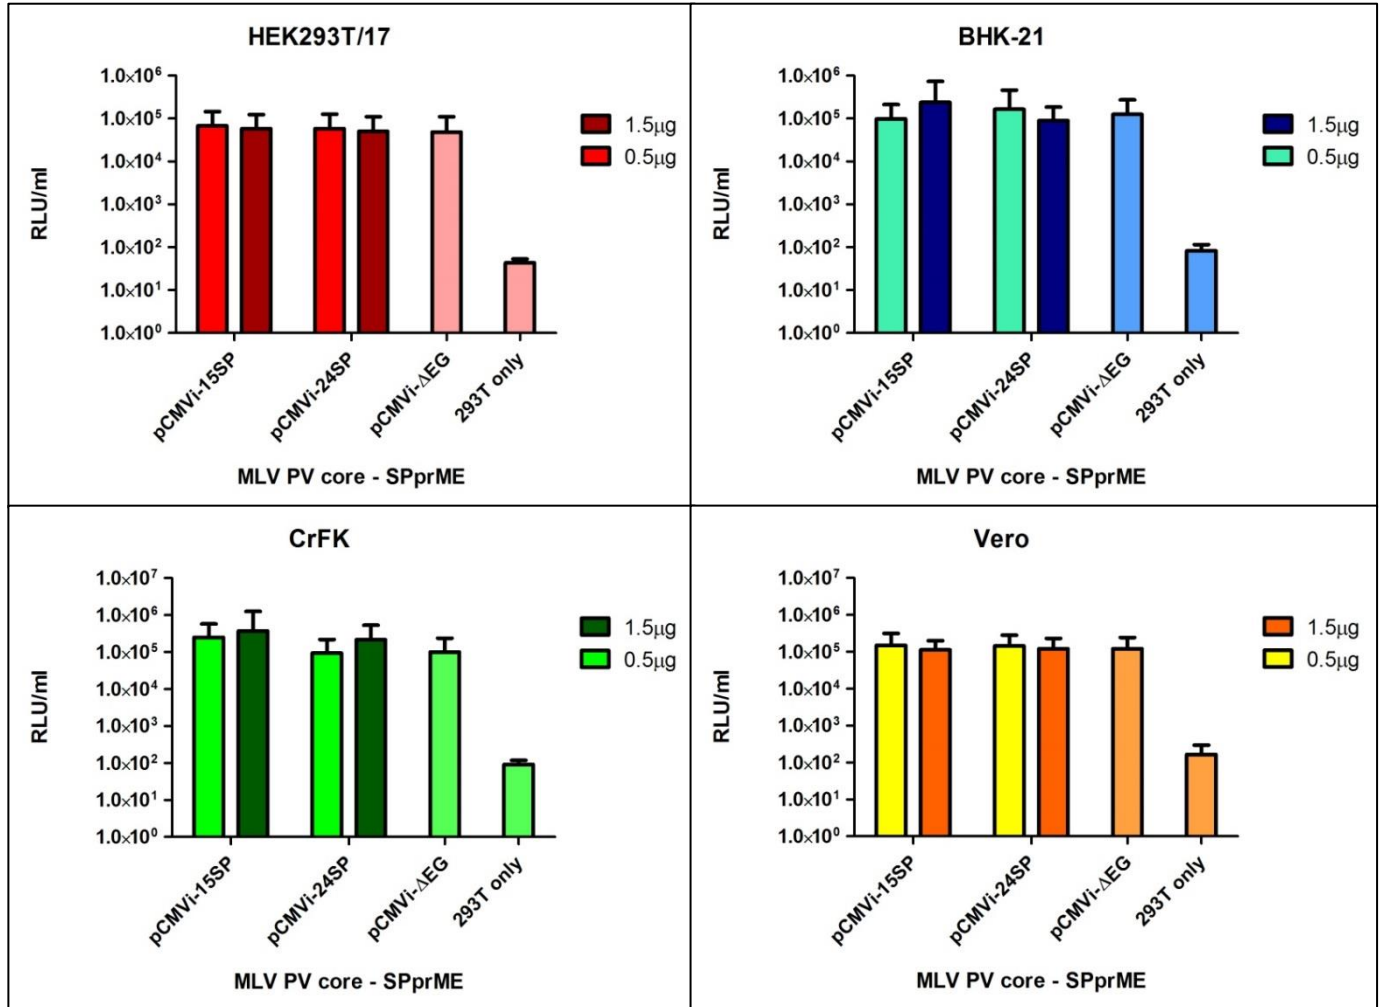 HEK293T/17
1.0×10⁶
1.0×10⁵
1.0×10⁴
1.0×10³
1.0×10²
1.0×10¹
1.0×10⁰
RLU/ml
1.5µg
0.5µg
pCMVi-15SP
pCMVi-24SP
pCMVi-ΔEG
293T only
MLV PV core - SPprME
BHK-21
1.0×10⁶
1.0×10⁵
1.0×10⁴
1.0×10³
1.0×10²
1.0×10¹
1.0×10⁰
RLU/ml
1.5µg
0.5µg
pCMVi-15SP
pCMVi-24SP
pCMVi-ΔEG
293T only
MLV PV core - SPprME
CrFK
1.0×10⁷
1.0×10⁶
1.0×10⁵
1.0×10⁴
1.0×10³
1.0×10²
1.0×10¹
1.0×10⁰
RLU/ml
1.5µg
0.5µg
pCMVi-15SP
pCMVi-24SP
pCMVi-ΔEG
293T only
MLV PV core - SPprME
Vero
1.0×10⁷
1.0×10⁶
1.0×10⁵
1.0×10⁴
1.0×10³
1.0×10²
1.0×10¹
1.0×10⁰
RLU/ml
1.5µg
0.5µg
pCMVi-15SP
pCMVi-24SP
pCMVi-ΔEG
293T only
MLV PV core - SPprME